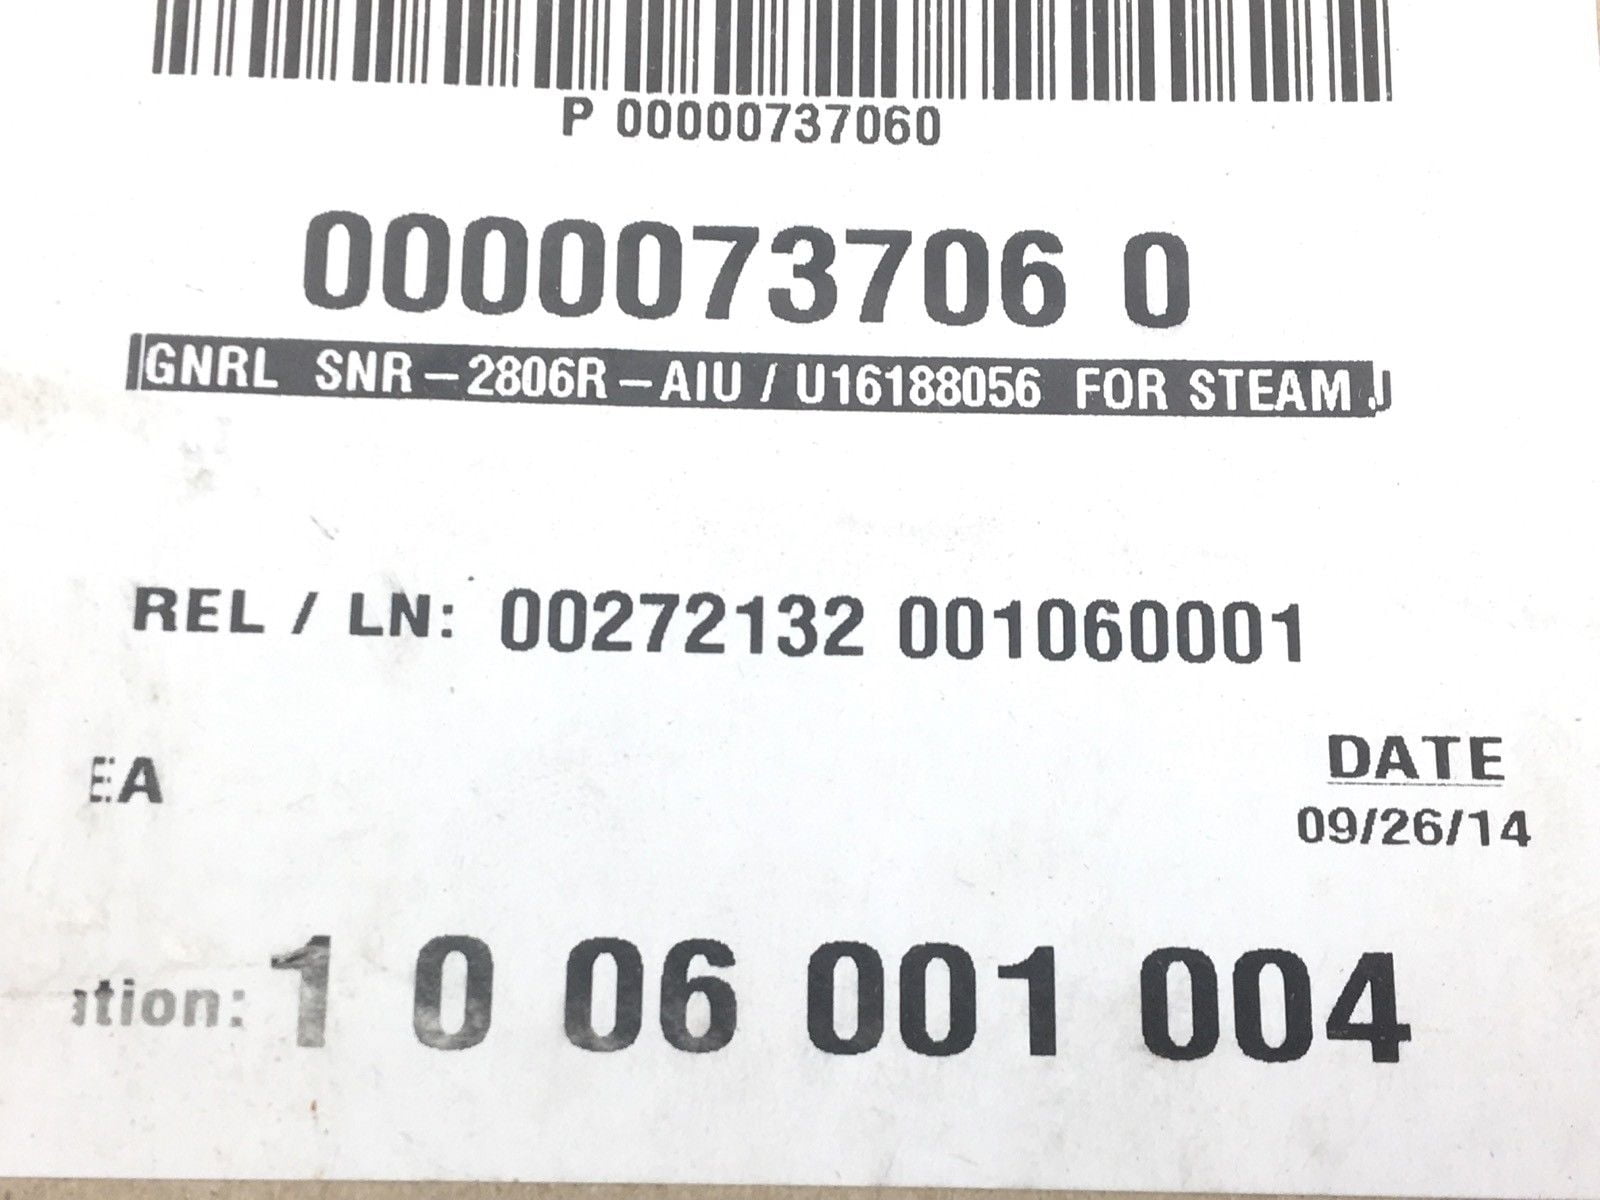 P 00000737060
0000073706 0
GNRL SNR-2806R-AIU / U16188056 FOR STEAM J
REL / LN: 00272132 001060001
EA
DATE
09/26/14
ation: 1 0 06 001 004